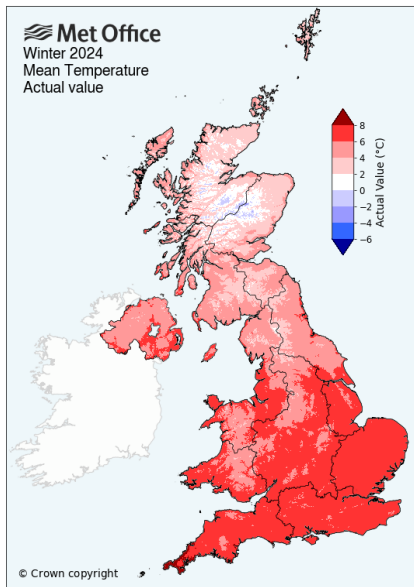 Met Office
Winter 2024
Mean Temperature
Actual value
8
6
4
2
0
−2
−4
−6
Actual Value (°C)
© Crown copyright